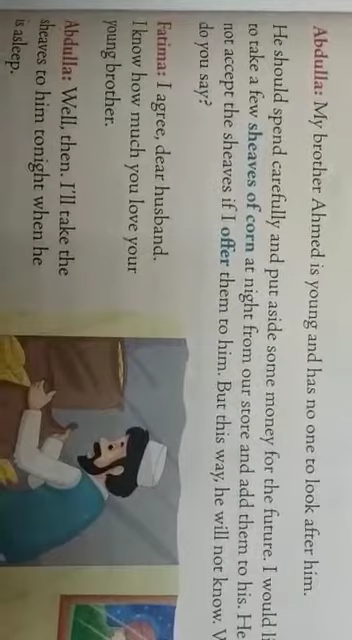 Abdulla: My brother Ahmed is young and has no one to look after him.
He should spend carefully and put aside some money for the future. I would
to take a few sheaves of corn at night from our store and add them to his. He
not accept the sheaves if I offer them to him. But this way, he will not know.
do you say?
Fatima: I agree, dear husband.
I know how much you love your
young brother.
Abdulla: Well, then. I'll take the
sheaves to him tonight when he
is asleep.